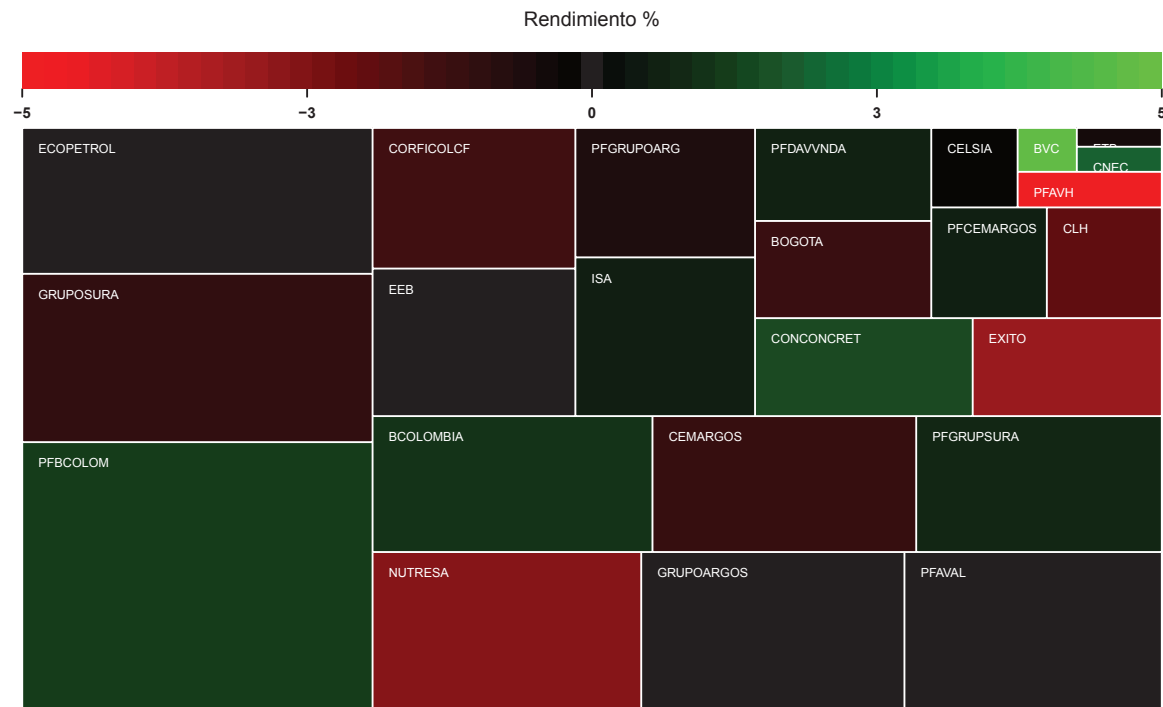 Rendimiento %
−5 −3 0 3 5
ECOPETROL CORFICOLCF PFGRUPOARG PFDAVVNDA CELSIA BVC
CNEC
PFAVH
BOGOTA PFCEMARGOS CLH
GRUPOSURA EEB ISA
CONCONCRET EXITO
PFBCOLOM BCOLOMBIA CEMARGOS PFGRUPSURA
NUTRESA GRUPOARGOS PFAVAL